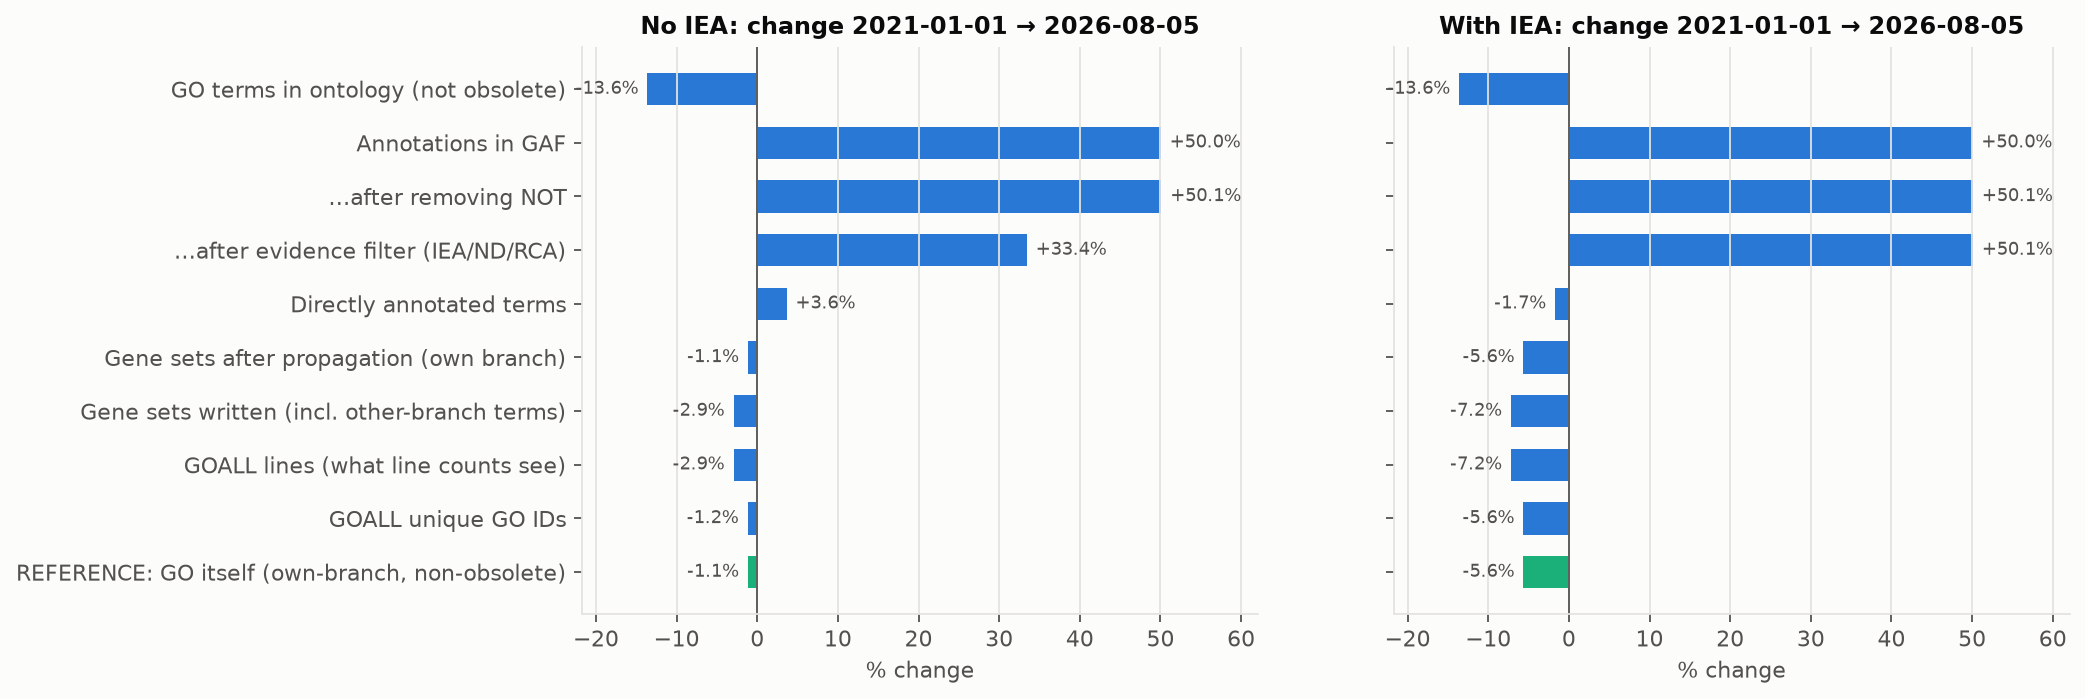 No IEA: change 2021-01-01 → 2026-08-05
GO terms in ontology (not obsolete)
-13.6%
Annotations in GAF
+50.0%
...after removing NOT
+50.1%
...after evidence filter (IEA/ND/RCA)
+33.4%
Directly annotated terms
+3.6%
Gene sets after propagation (own branch)
-1.1%
Gene sets written (incl. other-branch terms)
-2.9%
GOALL lines (what line counts see)
-2.9%
GOALL unique GO IDs
-1.2%
REFERENCE: GO itself (own-branch, non-obsolete)
-1.1%
−20 −10 0 10 20 30 40 50 60
% change
With IEA: change 2021-01-01 → 2026-08-05
-13.6%
+50.0%
+50.1%
+50.1%
-1.7%
-5.6%
-7.2%
-7.2%
-5.6%
-5.6%
−20 −10 0 10 20 30 40 50 60
% change